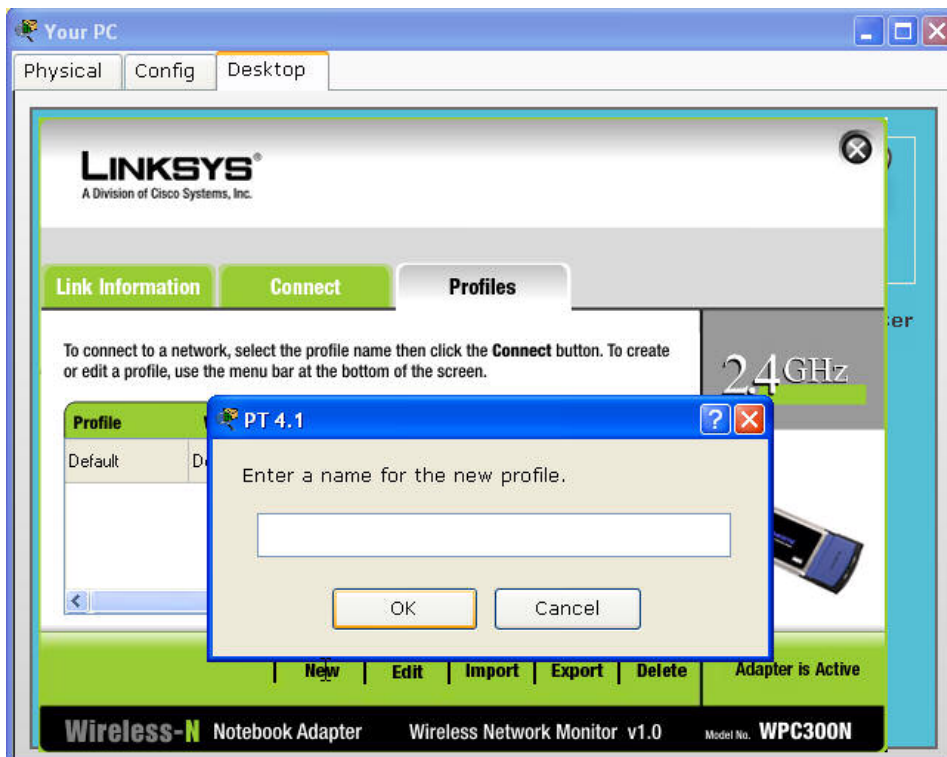 Your PC
Physical Config Desktop
LINKSYS®
A Division of Cisco Systems, Inc.
Link Information Connect Profiles
To connect to a network, select the profile name then click the Connect button. To create
or edit a profile, use the menu bar at the bottom of the screen.
2.4GHz
Profile
Default
PT 4.1
Enter a name for the new profile.
OK Cancel
New Edit Import Export Delete Adapter is Active
Wireless-N Notebook Adapter Wireless Network Monitor v1.0 Model No. WPC300N